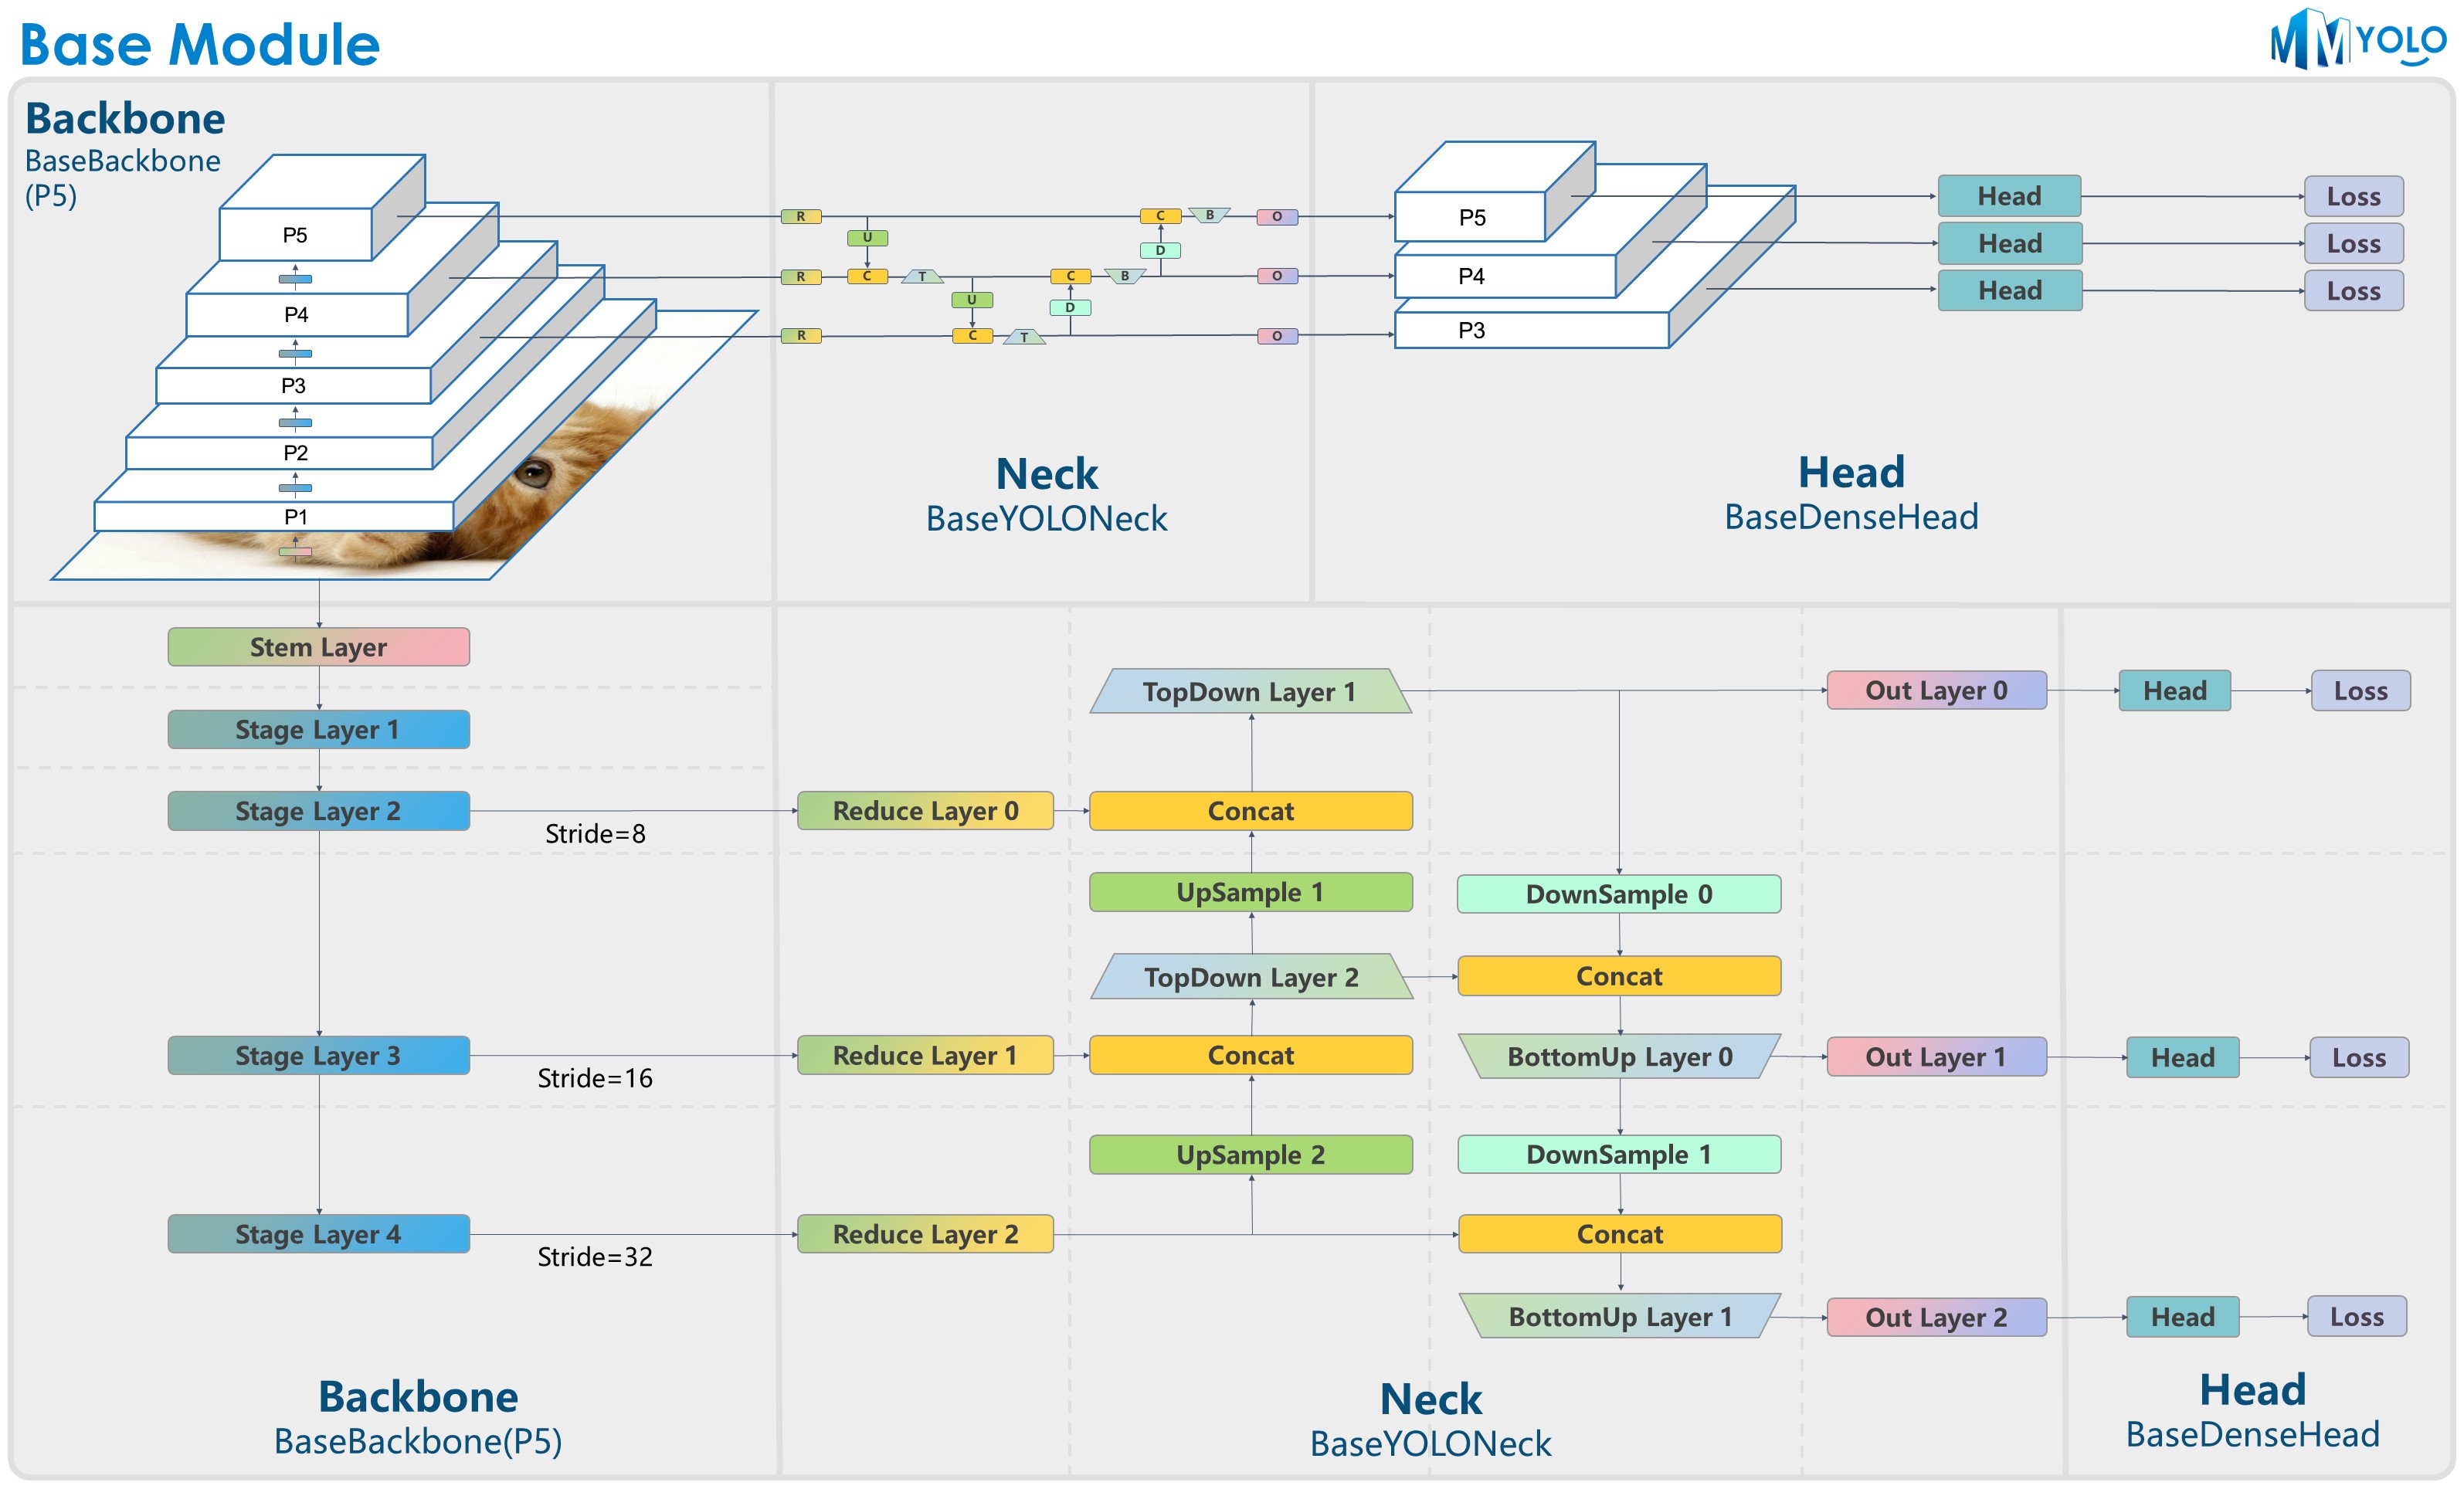 Base Module
MM YOLO
Backbone
BaseBackbone
(P5)
P5
P4
P3
P2
P1
R
C
B
O
U
D
R
C
T
C
B
O
U
D
R
C
T
O
P5
P4
P3
Head
Loss
Head
Loss
Head
Loss
Neck
BaseYOLONeck
Head
BaseDenseHead
Stem Layer
Stage Layer 1
Stage Layer 2
Stride=8
Stage Layer 3
Stride=16
Stage Layer 4
Stride=32
Reduce Layer 0
Reduce Layer 1
Reduce Layer 2
TopDown Layer 1
Concat
UpSample 1
TopDown Layer 2
Concat
UpSample 2
DownSample 0
Concat
BottomUp Layer 0
DownSample 1
Concat
BottomUp Layer 1
Out Layer 0
Head
Loss
Out Layer 1
Head
Loss
Out Layer 2
Head
Loss
Backbone
BaseBackbone(P5)
Neck
BaseYOLONeck
Head
BaseDenseHead